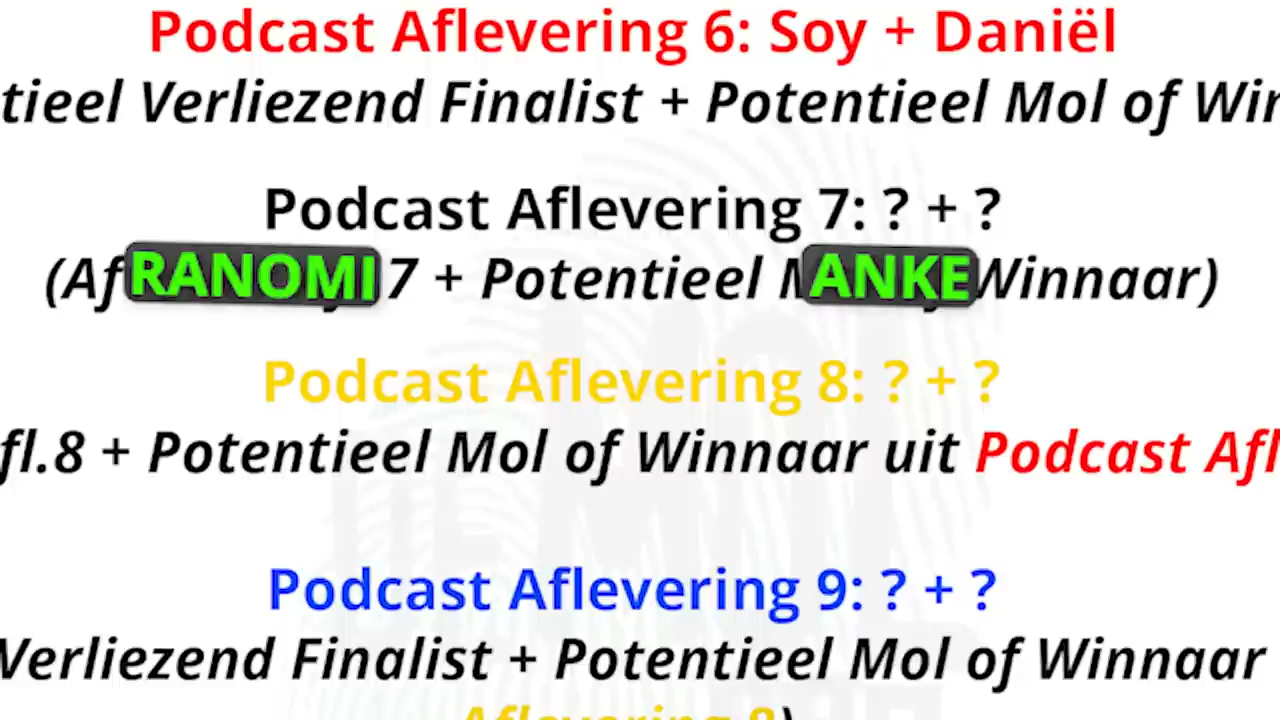 Podcast Aflevering 6: Soy + Daniël
tieel Verliezend Finalist + Potentieel Mol of Win
Podcast Aflevering 7: ? + ?
(Af RANOMI 7 + Potentieel M ANKE Winnaar)
Podcast Aflevering 8: ? + ?
fl.8 + Potentieel Mol of Winnaar uit Podcast Afl
Podcast Aflevering 9: ? + ?
Verliezend Finalist + Potentieel Mol of Winnaar
Aflevering 8)